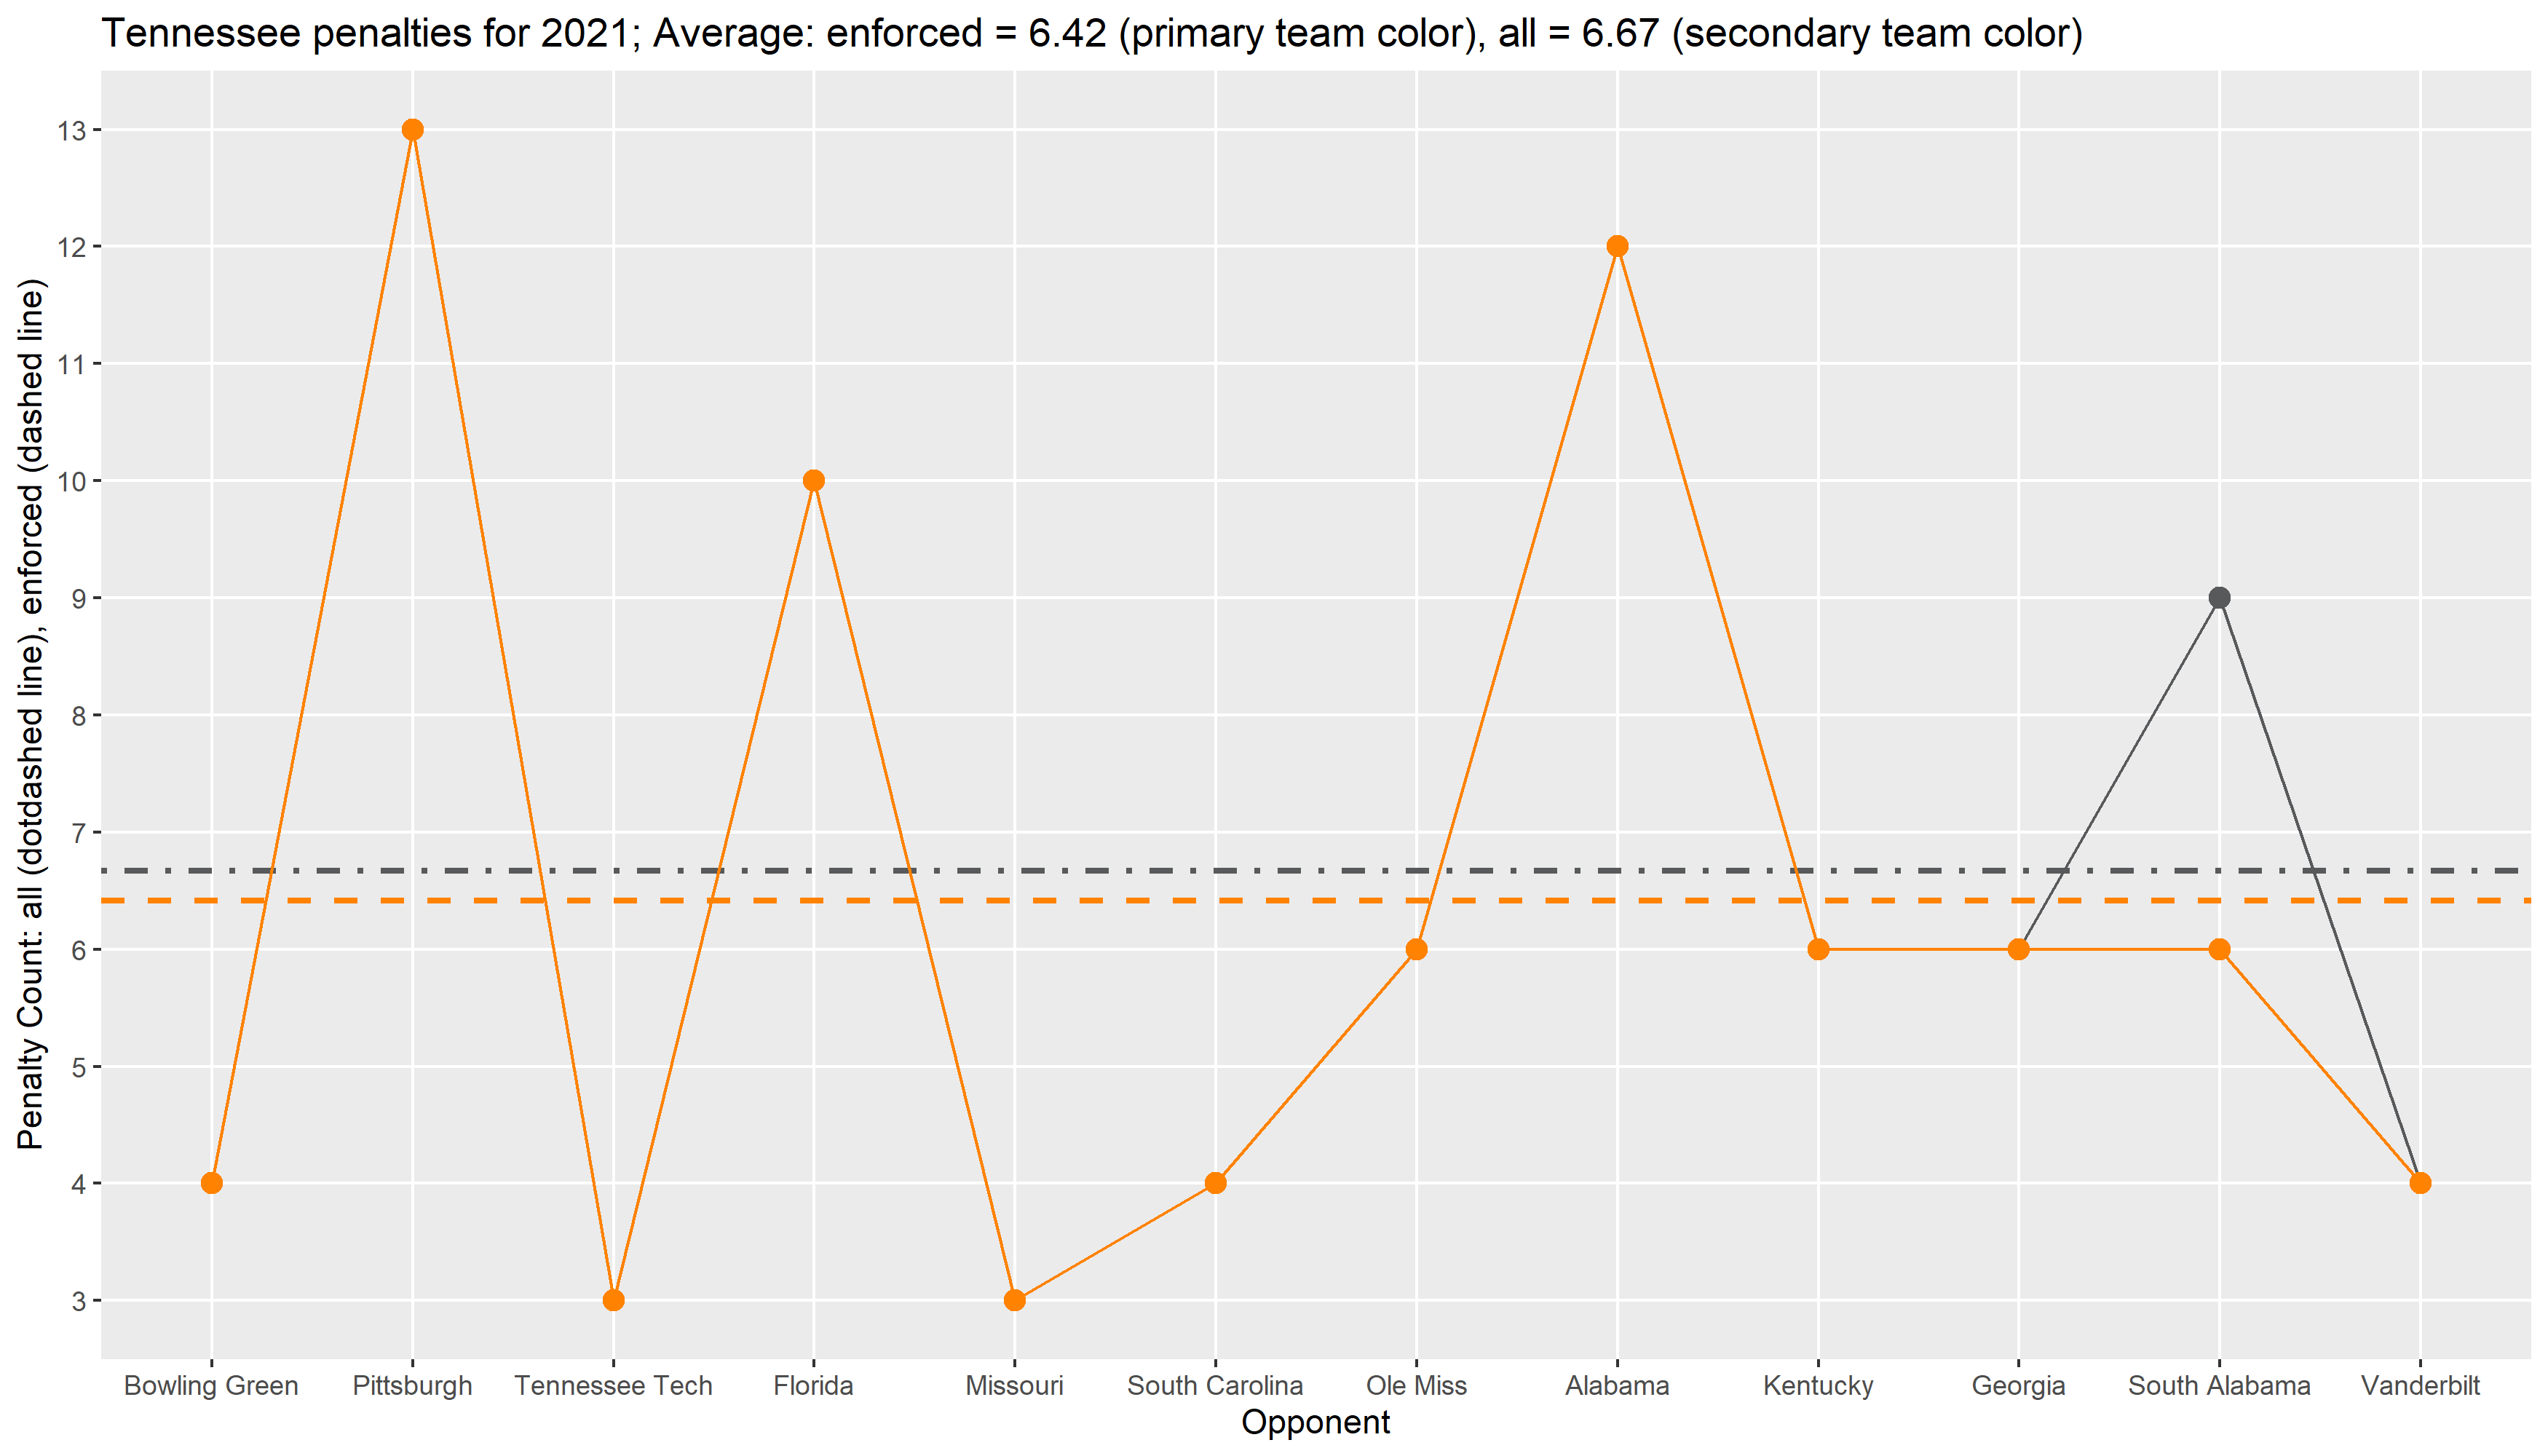 Tennessee penalties for 2021; Average: enforced = 6.42 (primary team color), all = 6.67 (secondary team color)
Penalty Count: all (dotdashed line), enforced (dashed line)
13
12
11
10
9
8
7
6
5
4
3
Bowling Green Pittsburgh Tennessee Tech Florida Missouri South Carolina Ole Miss Alabama Kentucky Georgia South Alabama Vanderbilt
Opponent